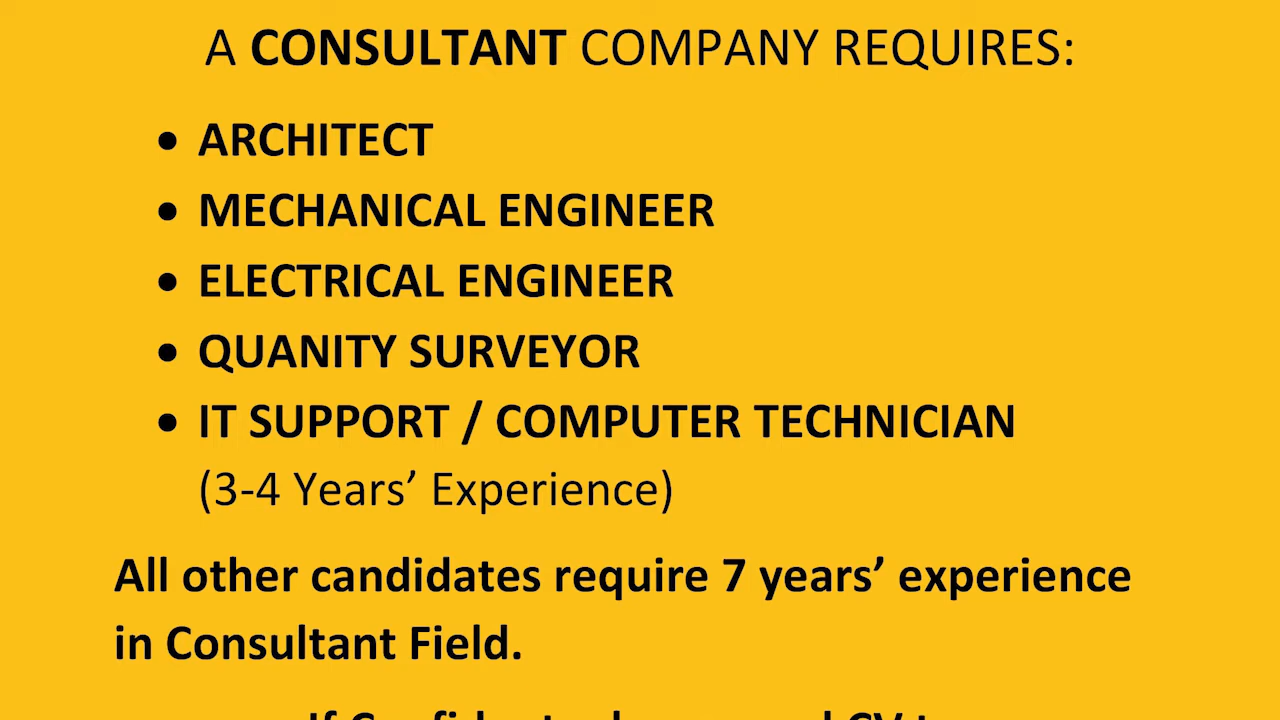 A CONSULTANT COMPANY REQUIRES:
• ARCHITECT
• MECHANICAL ENGINEER
• ELECTRICAL ENGINEER
• QUANITY SURVEYOR
• IT SUPPORT / COMPUTER TECHNICIAN
(3-4 Years’ Experience)
All other candidates require 7 years’ experience
in Consultant Field.